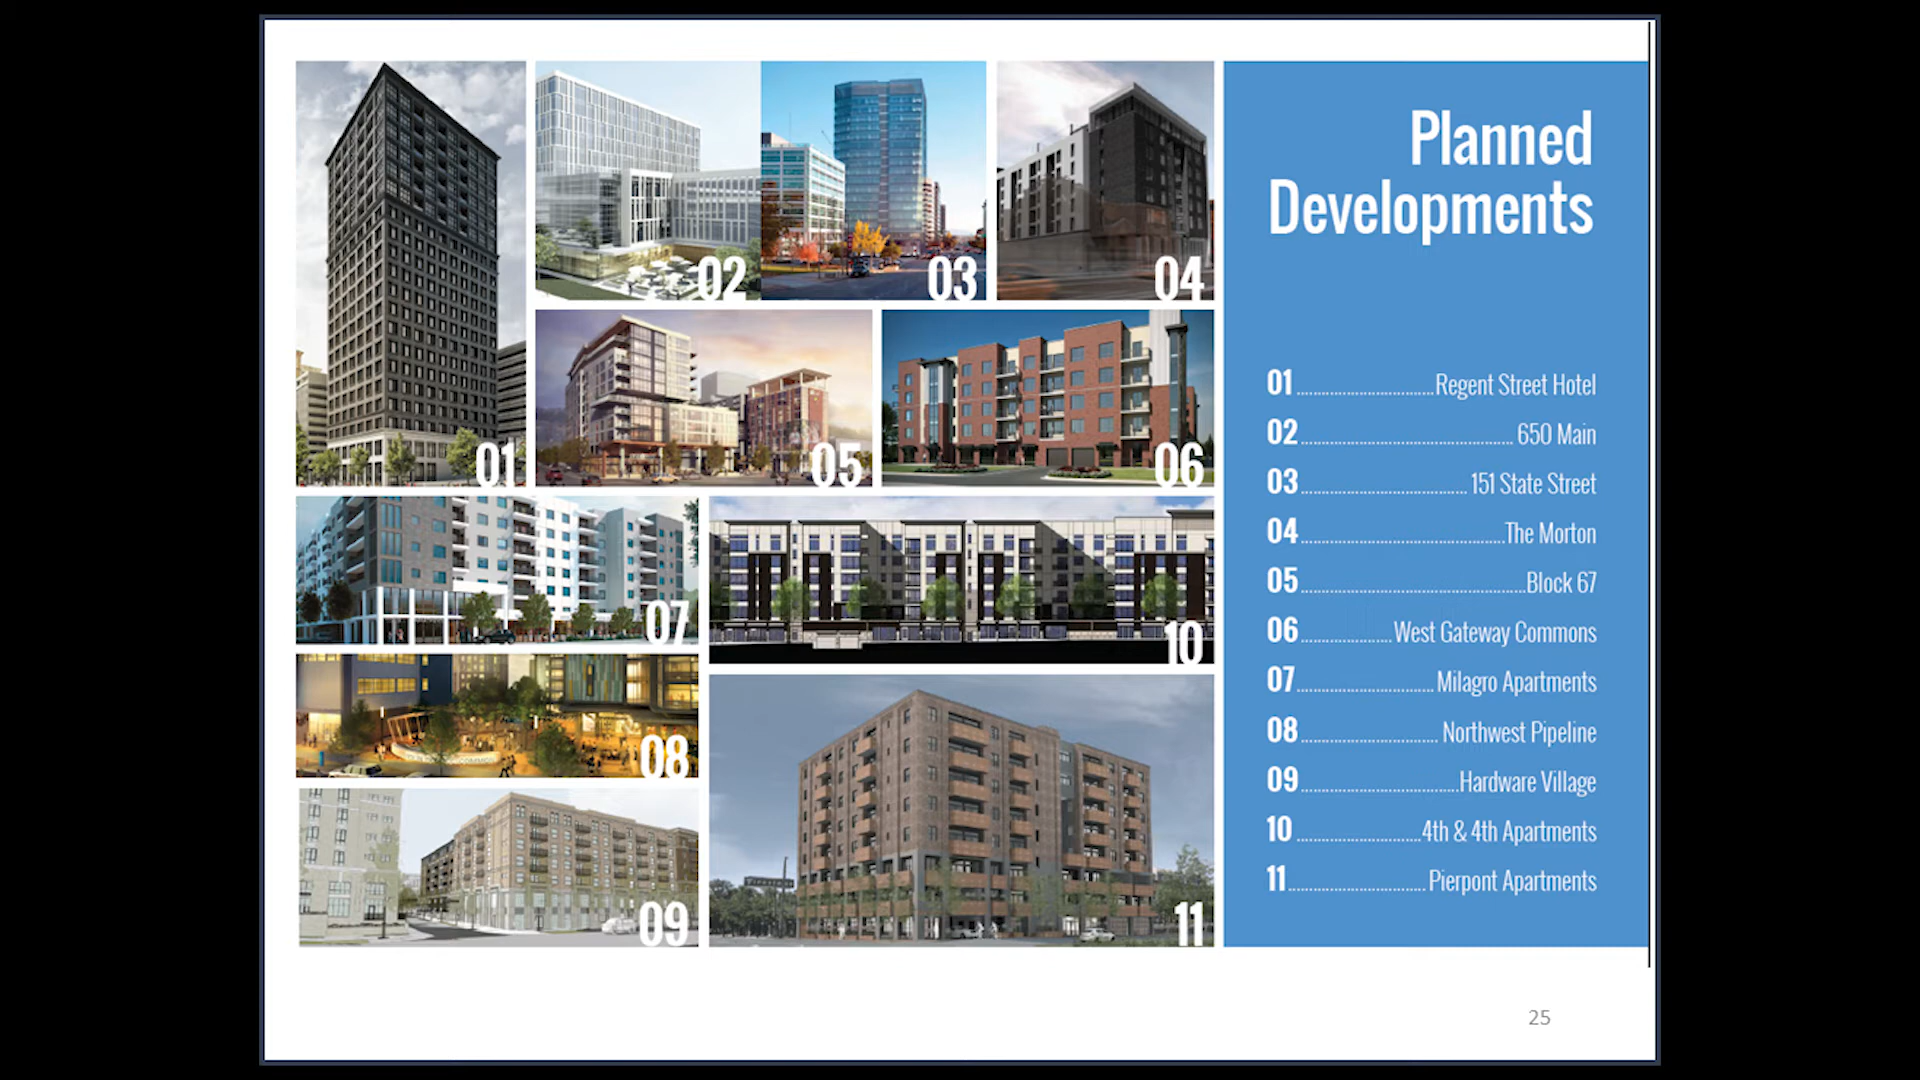 01
02
03
04
05
06
07
10
08
09
11
Planned
Developments
01 Regent Street Hotel
02 650 Main
03 151 State Street
04 The Morton
05 Block 67
06 West Gateway Commons
07 Milagro Apartments
08 Northwest Pipeline
09 Hardware Village
10 4th & 4th Apartments
11 Pierpont Apartments
25